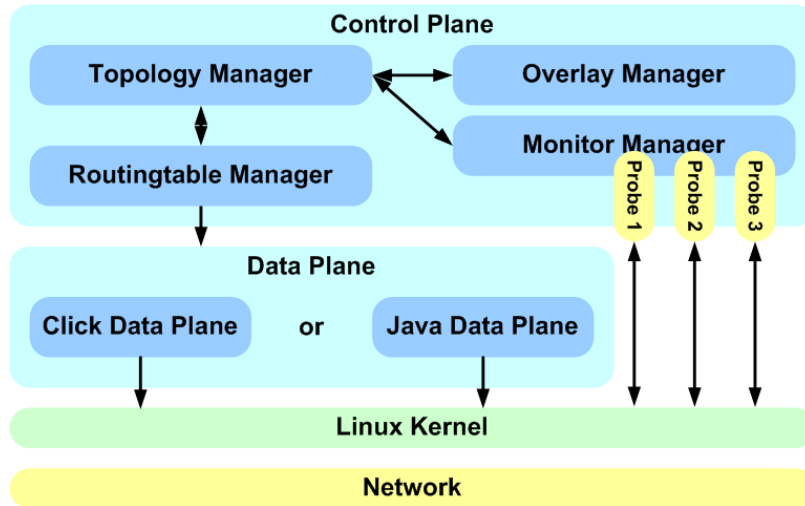 Control Plane
Topology Manager
Overlay Manager
Monitor Manager
Routingtable Manager
Probe 1
Probe 2
Probe 3
Data Plane
Click Data Plane
or
Java Data Plane
Linux Kernel
Network